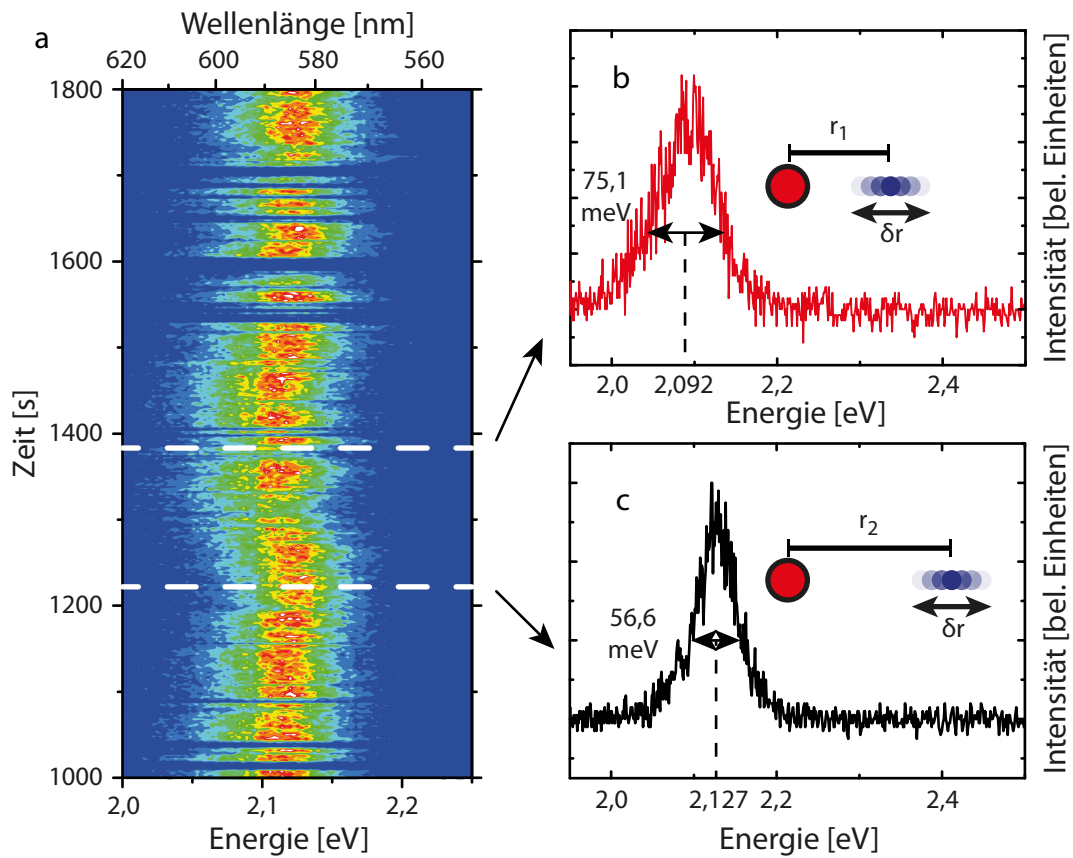 a
Wellenlänge [nm]
620 600 580 560
Zeit [s]
1800
1600
1400
1200
1000
2,0 2,1 2,2
Energie [eV]
b
75,1
meV
r1
δr
2,0 2,092 2,2 2,4
Energie [eV]
Intensität [bel. Einheiten]
c
56,6
meV
r2
δr
2,0 2,127 2,2 2,4
Energie [eV]
Intensität [bel. Einheiten]